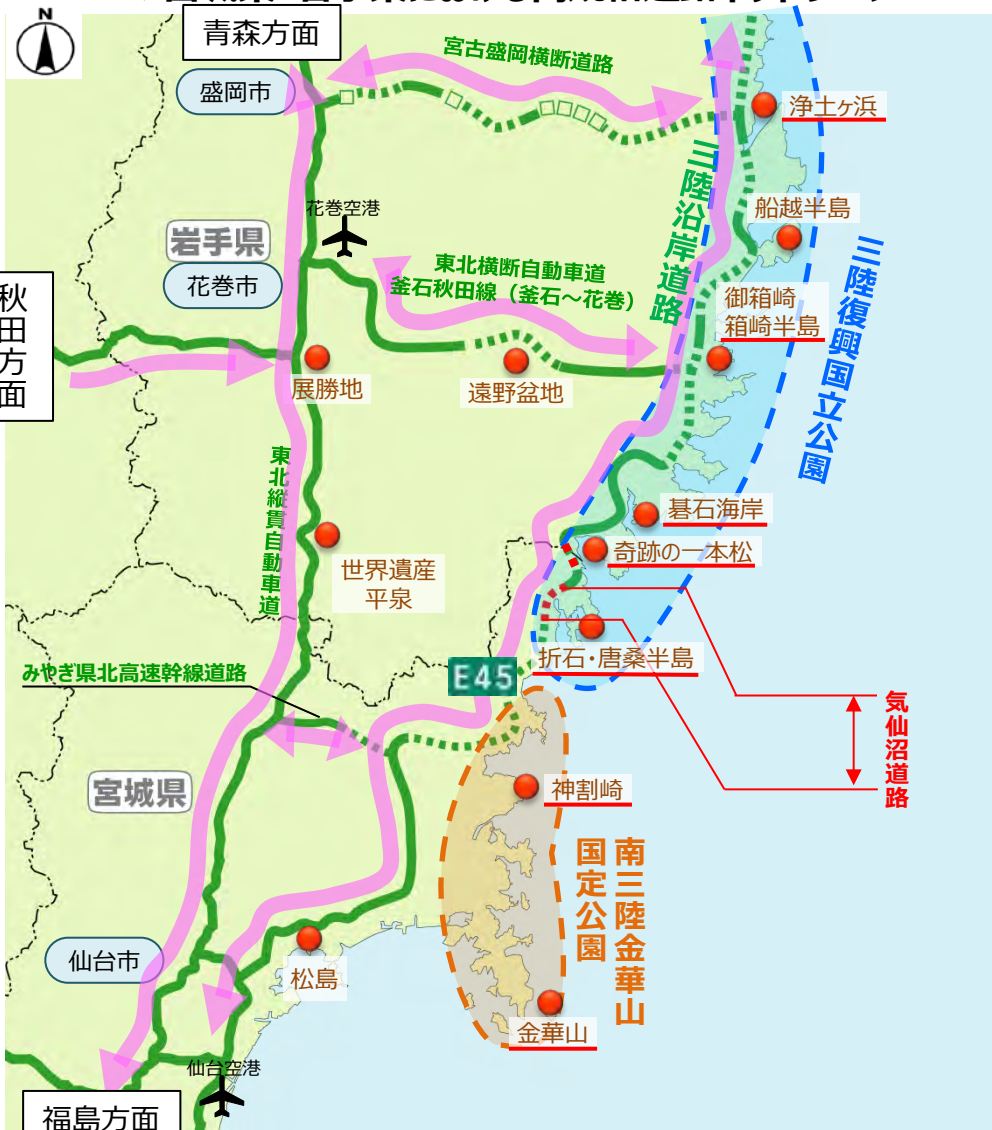 N
青森方面
盛岡市
宮古盛岡横断道路
浄土ヶ浜
三陸沿岸道路
船越半島
花巻空港
岩手県
花巻市
東北横断自動車道
釜石秋田線（釜石～花巻）
御箱崎
箱崎半島
三陸復興国立公園
秋田方面
展勝地
遠野盆地
東北縦貫自動車道
碁石海岸
奇跡の一本松
世界遺産
平泉
折石・唐桑半島
みやぎ県北高速幹線道路
E45
気仙沼道路
宮城県
神割崎
南三陸金華山
国定公園
仙台市
松島
金華山
仙台空港
福島方面